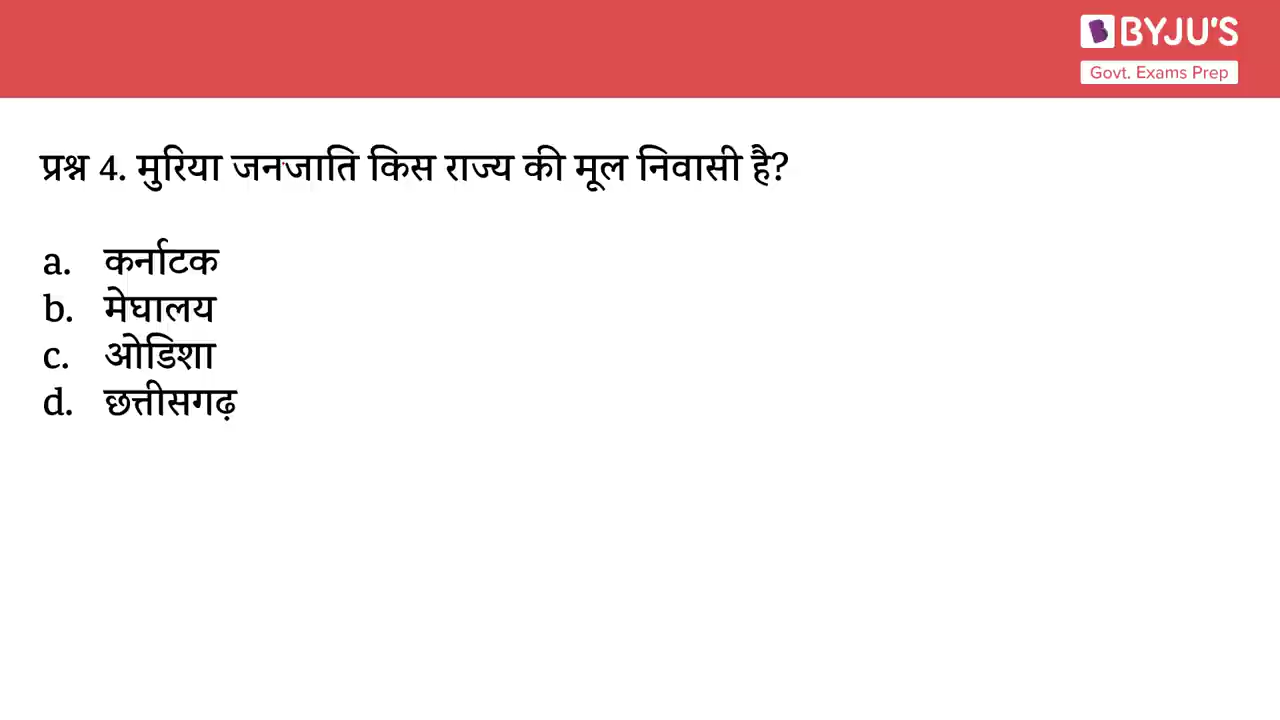 BYJU'S
Govt. Exams Prep
प्रश्न 4. मुरिया जनजाति किस राज्य की मूल निवासी है?
a. कर्नाटक
b. मेघालय
c. ओडिशा
d. छत्तीसगढ़